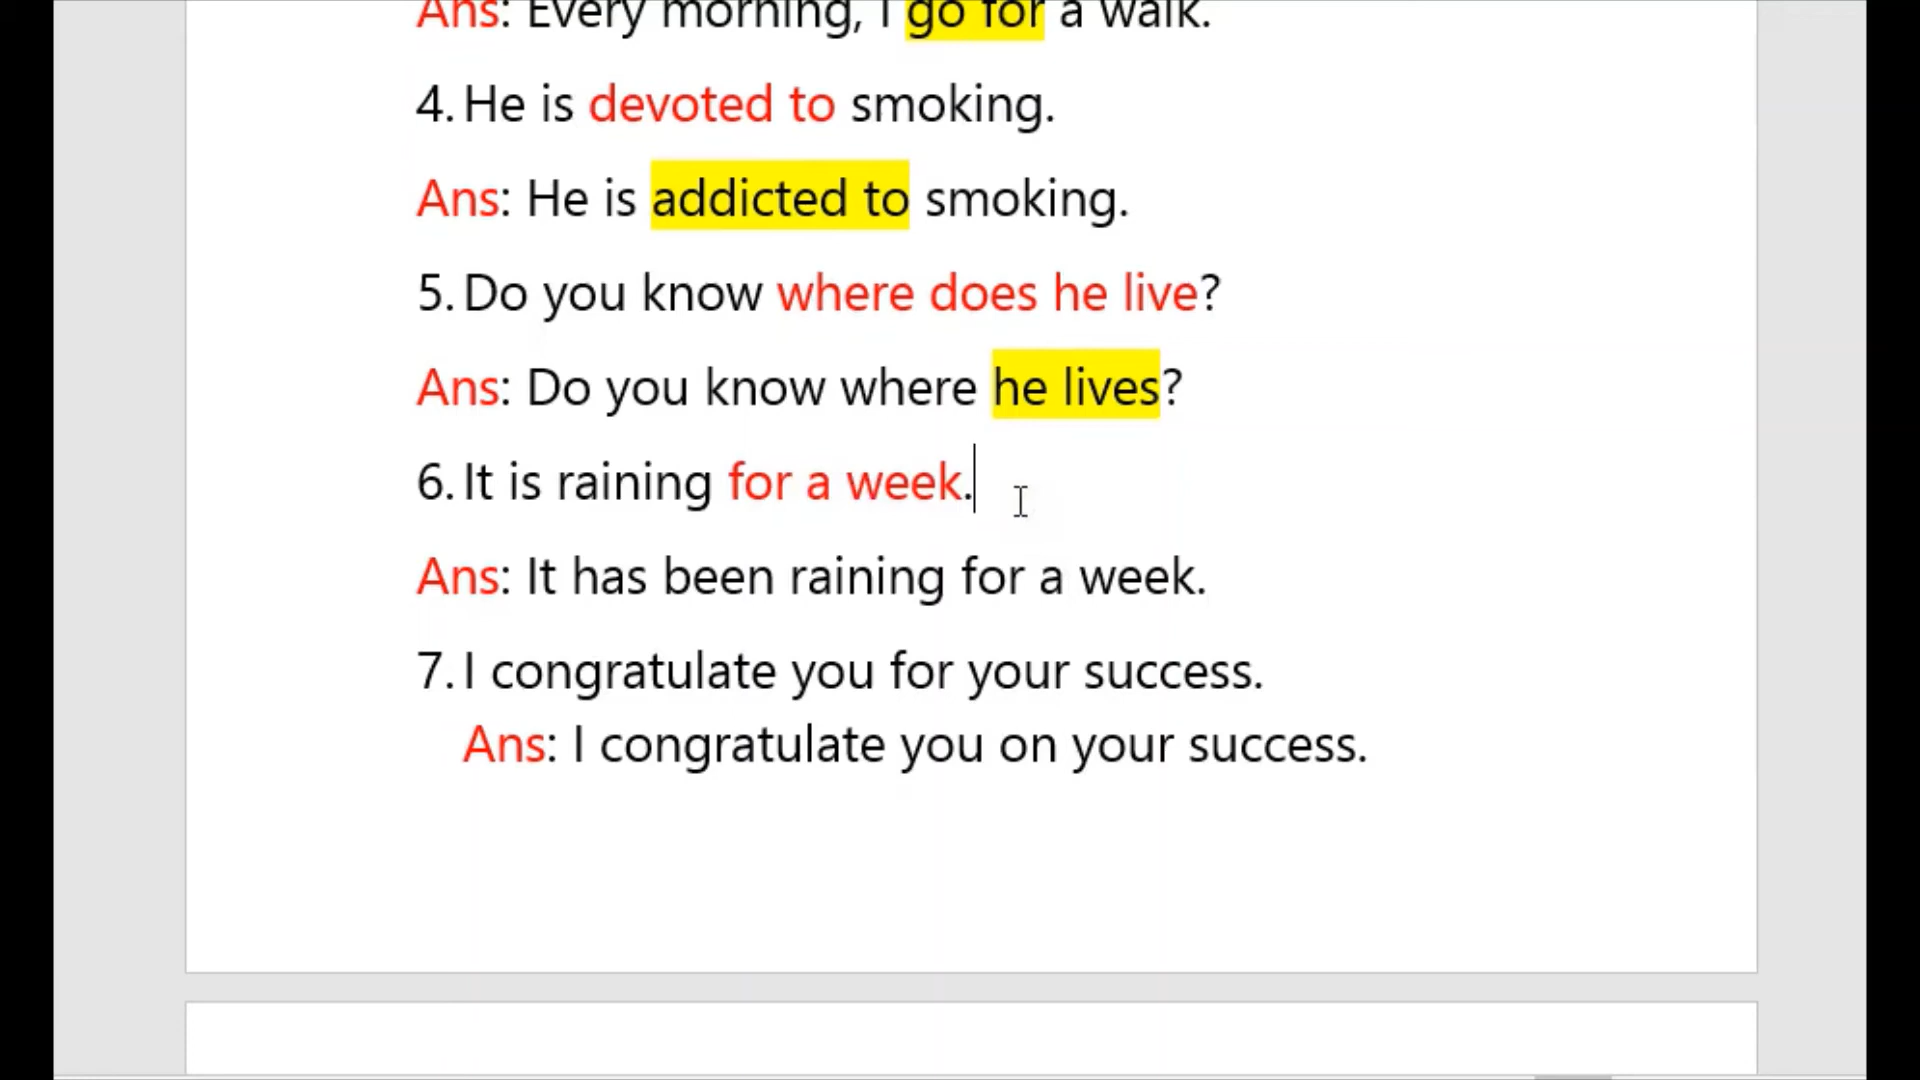 Ans: Every morning, I go for a walk.
4. He is devoted to smoking.
Ans: He is addicted to smoking.
5. Do you know where does he live?
Ans: Do you know where he lives?
6. It is raining for a week.
Ans: It has been raining for a week.
7. I congratulate you for your success.
Ans: I congratulate you on your success.